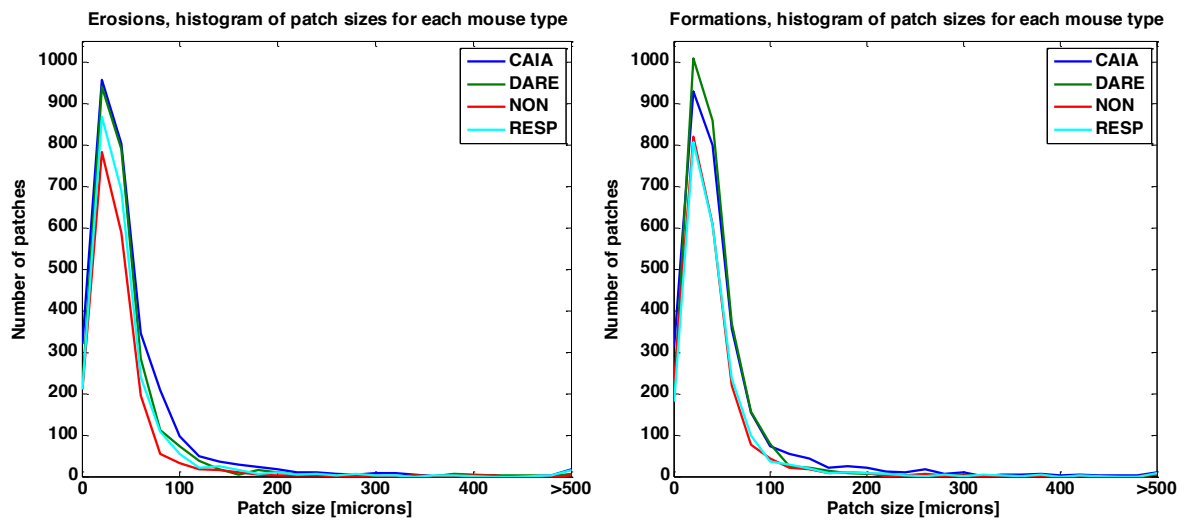 Erosions, histogram of patch sizes for each mouse type
Number of patches
1000
900
800
700
600
500
400
300
200
100
0
0 100 200 300 400 >500
Patch size [microns]
CAIA
DARE
NON
RESP
Formations, histogram of patch sizes for each mouse type
Number of patches
1000
900
800
700
600
500
400
300
200
100
0
0 100 200 300 400 >500
Patch size [microns]
CAIA
DARE
NON
RESP